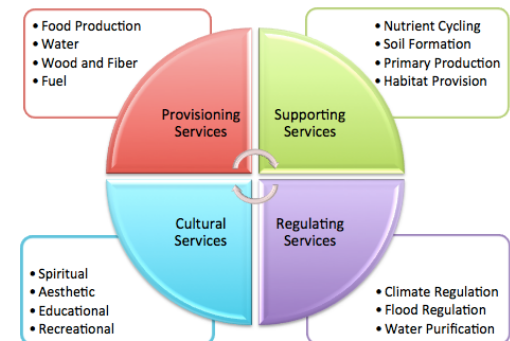 • Food Production
• Water
• Wood and Fiber
• Fuel
• Nutrient Cycling
• Soil Formation
• Primary Production
• Habitat Provision
Provisioning
Services
Supporting
Services
Cultural
Services
Regulating
Services
• Spiritual
• Aesthetic
• Educational
• Recreational
• Climate Regulation
• Flood Regulation
• Water Purification